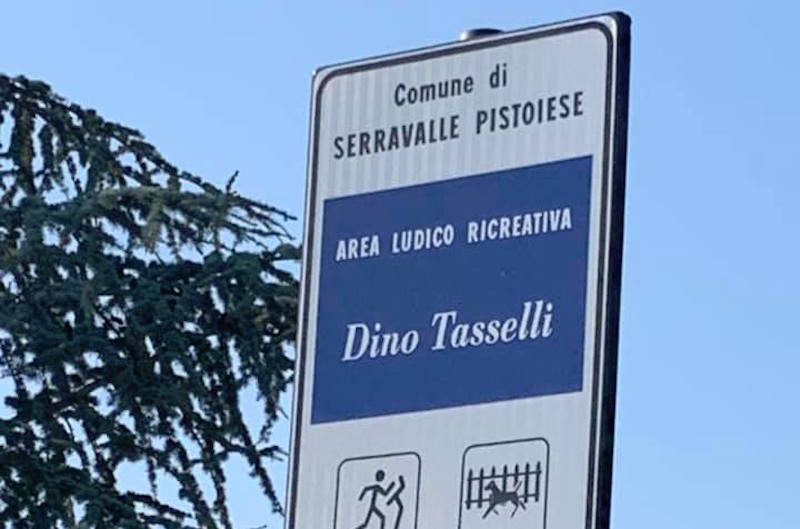 Comune di
SERRAVALLE PISTOIESE
AREA LUDICO RICREATIVA
Dino Tasselli